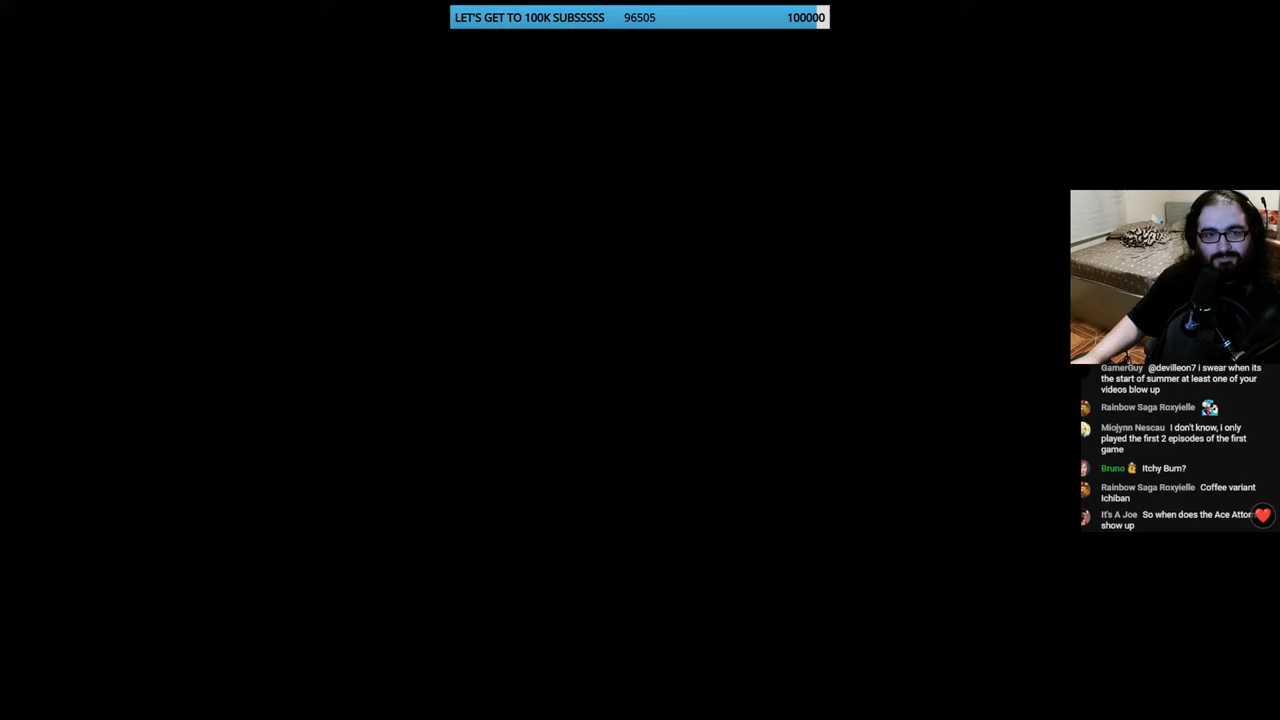 LET'S GET TO 100K SUBSSSSS 96505 100000
GamerGuy @devilleon7 i swear when its
the start of summer at least one of your
videos blow up
Rainbow Saga Roxyielle
Miojynn Nescau I don't know, i only
played the first 2 episodes of the first
game
Bruno Itchy Burn?
Rainbow Saga Roxyielle Coffee variant
Ichiban
It's A Joe So when does the Ace
show up